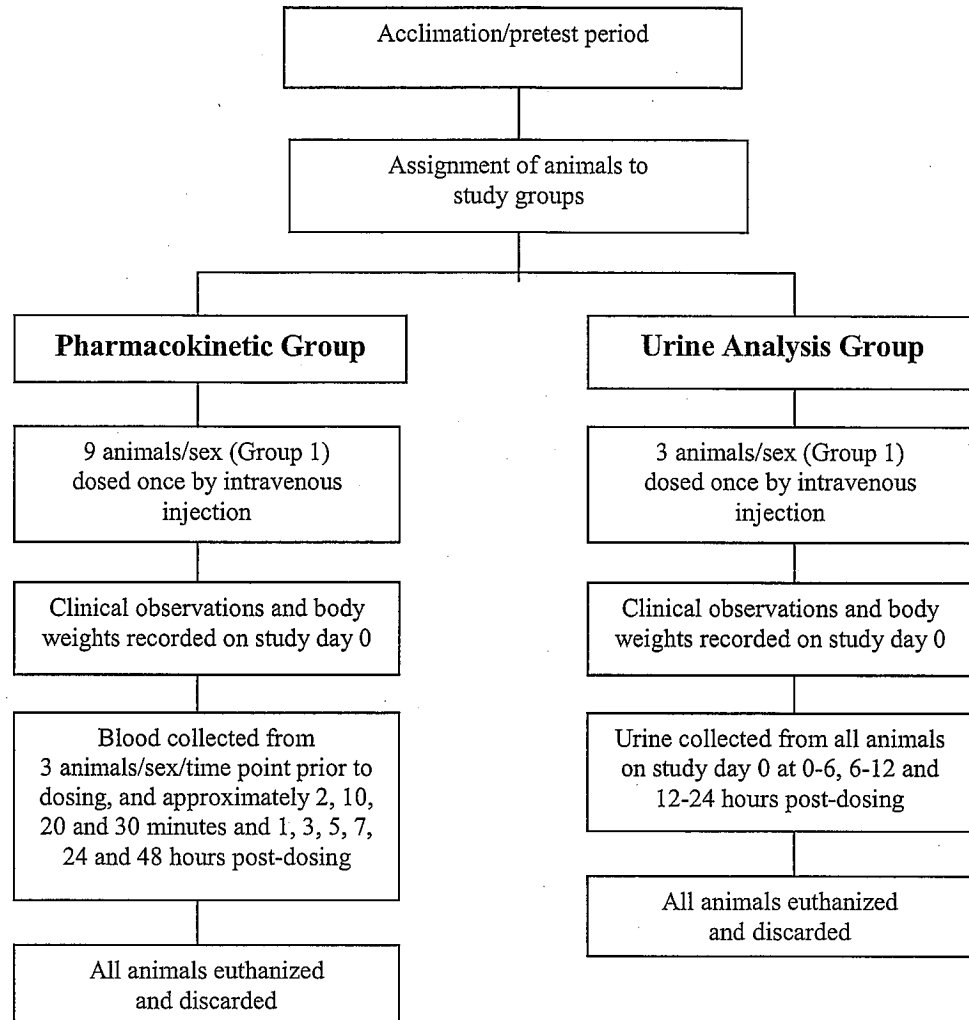 Acclimation/pretest period
Assignment of animals to
study groups
Pharmacokinetic Group
9 animals/sex (Group 1)
dosed once by intravenous
injection
Clinical observations and body
weights recorded on study day 0
Blood collected from
3 animals/sex/time point prior to
dosing, and approximately 2, 10,
20 and 30 minutes and 1, 3, 5, 7,
24 and 48 hours post-dosing
All animals euthanized
and discarded
Urine Analysis Group
3 animals/sex (Group 1)
dosed once by intravenous
injection
Clinical observations and body
weights recorded on study day 0
Urine collected from all animals
on study day 0 at 0-6, 6-12 and
12-24 hours post-dosing
All animals euthanized
and discarded